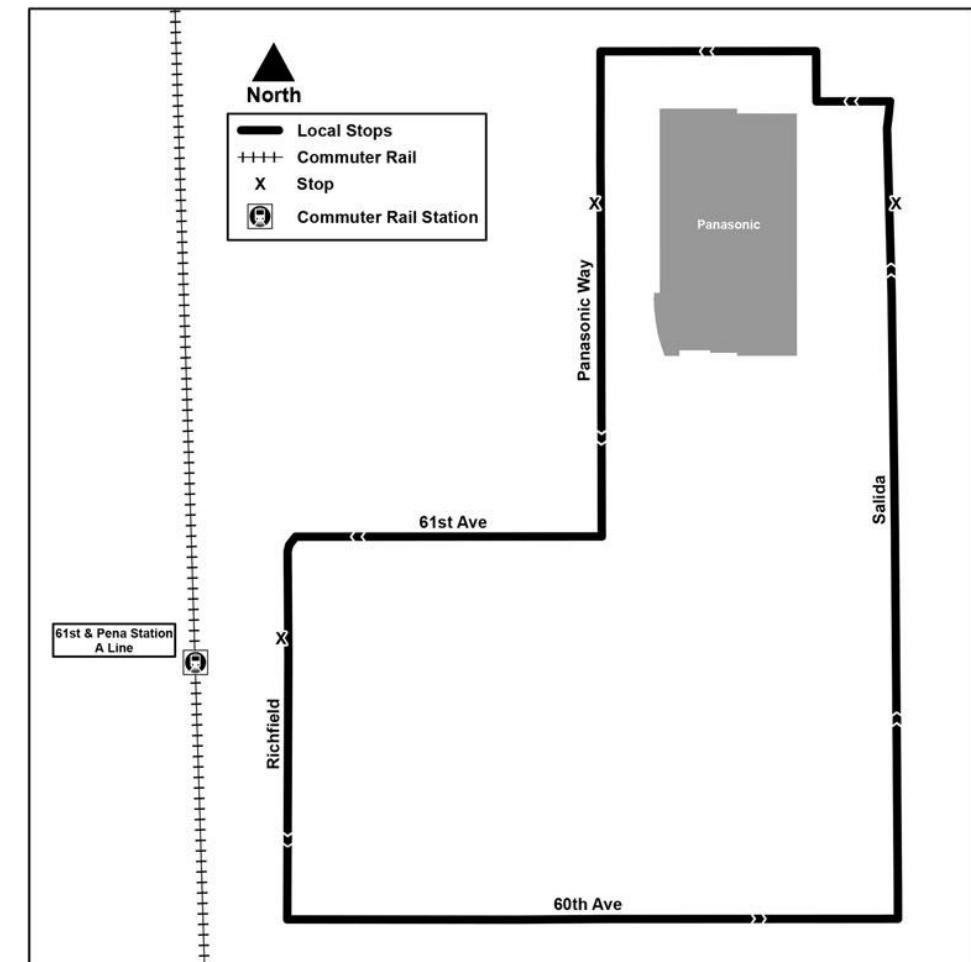 North
Local Stops
Commuter Rail
X Stop
Commuter Rail Station
X
X
Panasonic
Panasonic Way
Salida
61st Ave
X
61st & Pena Station
A Line
Richfield
60th Ave